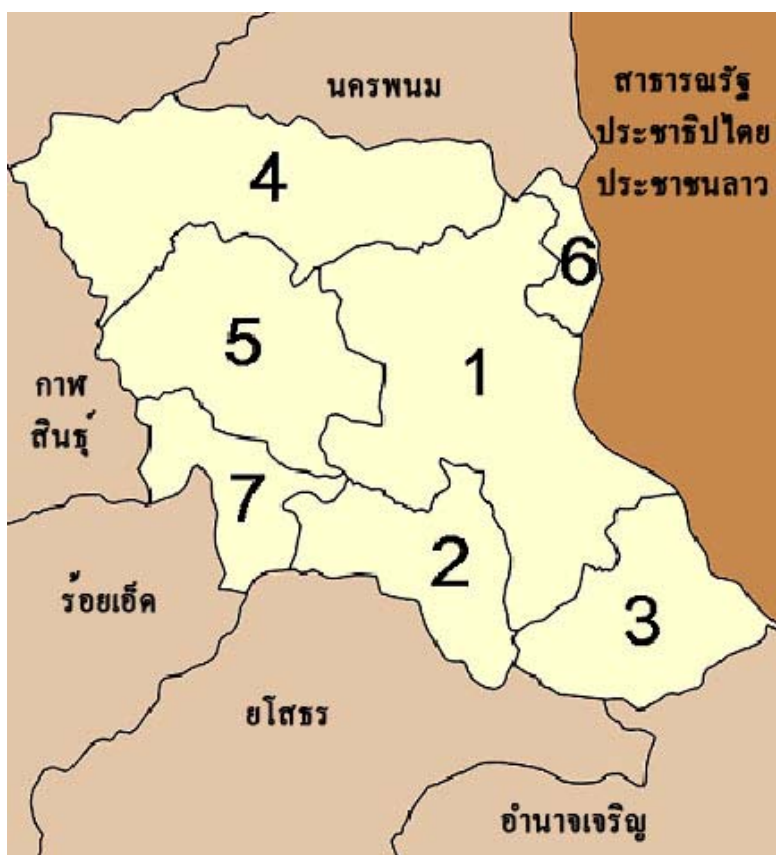 นครพนม
สาธารณรัฐ
ประชาธิปไตย
ประชาชนลาว
4
6
5
1
กาฬ
สินธุ์
7
2
ร้อยเอ็ด
3
ยโสธร
อำนาจเจริญ